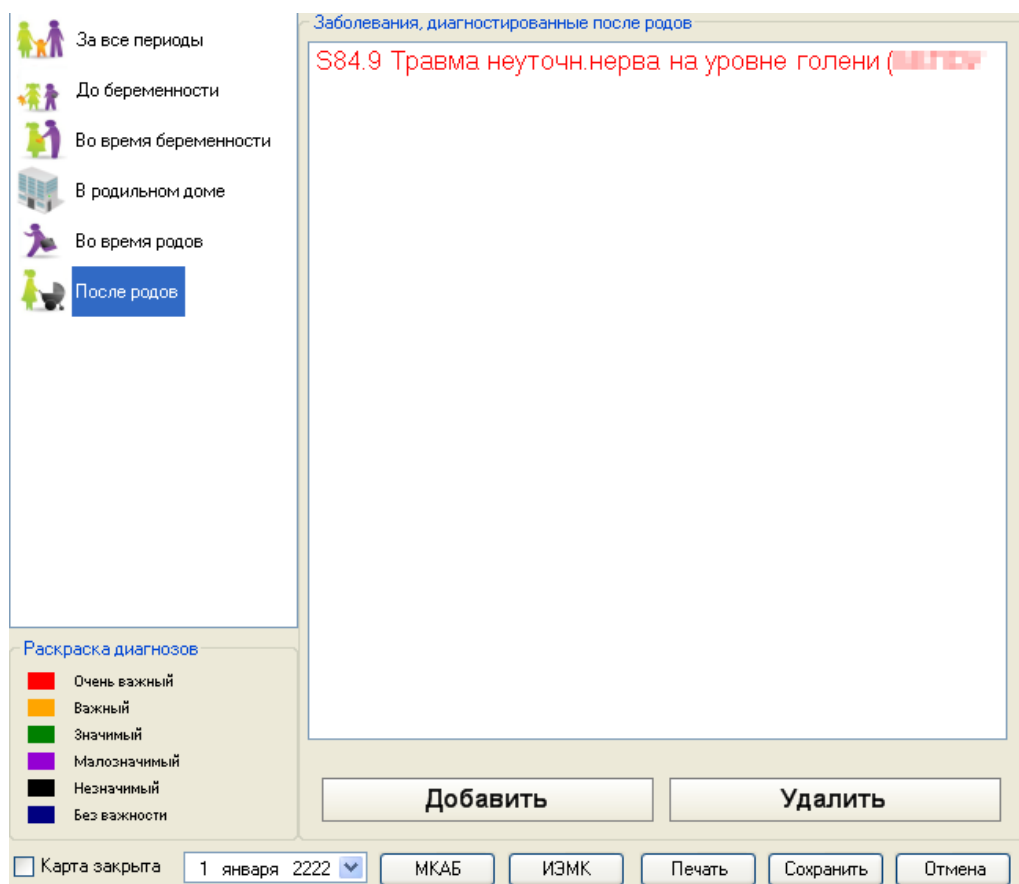 За все периоды
До беременности
Во время беременности
В родильном доме
Во время родов
После родов
Заболевания, диагностированные после родов
S84.9 Травма неуточн.нерва на уровне голени (
Раскраска диагнозов
Очень важный
Важный
Значимый
Малозначимый
Незначимый
Без важности
Добавить
Удалить
Карта закрыта
1 января 2222
МКАБ
ИЭМК
Печать
Сохранить
Отмена